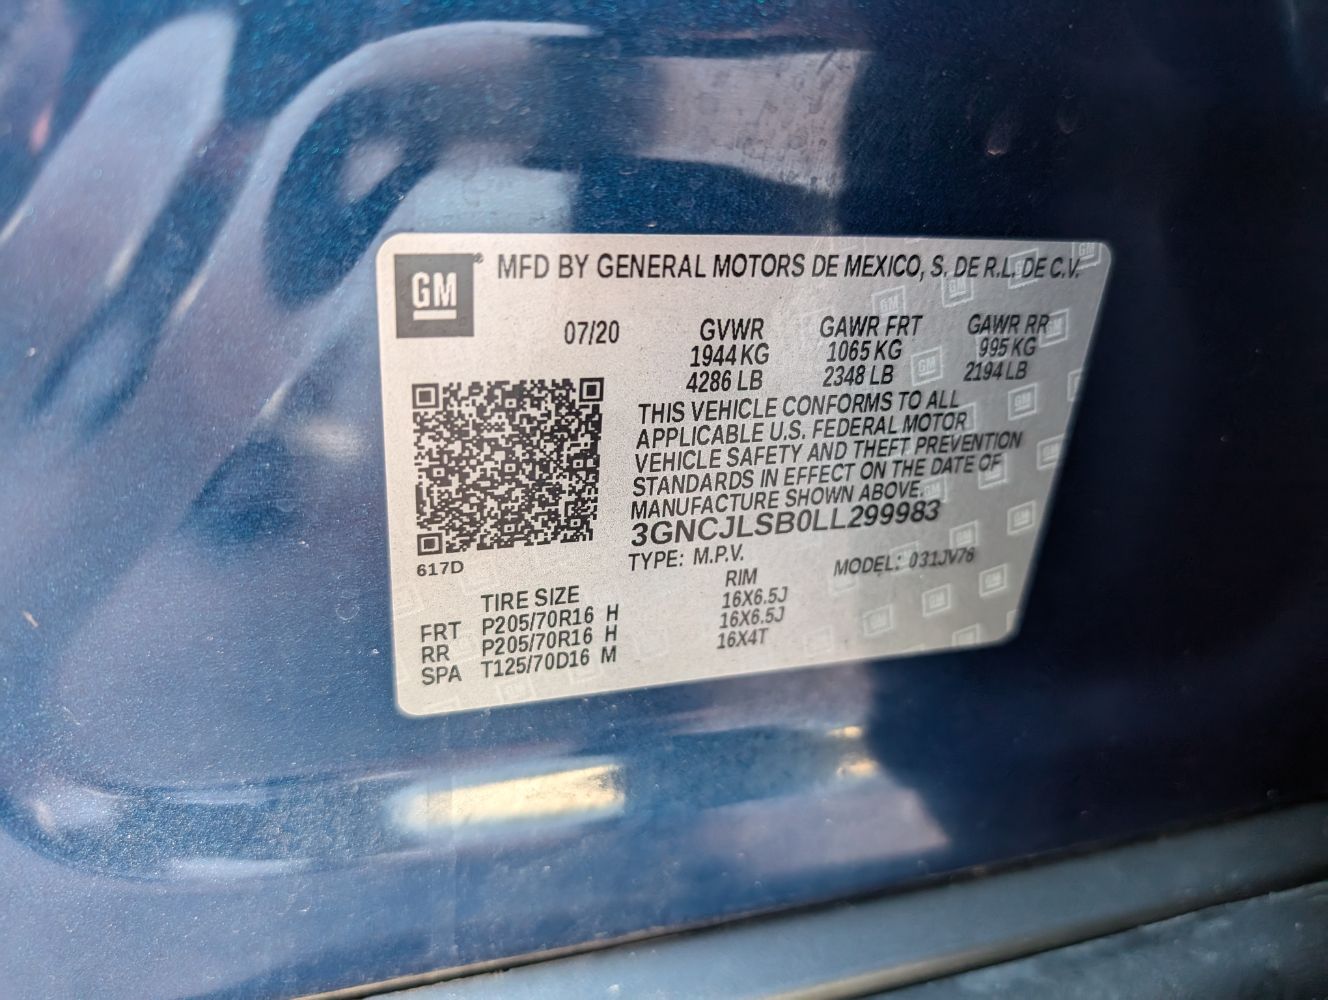 GM
MFD BY GENERAL MOTORS DE MEXICO, S. DE R.L. DE C.V.
07/20 GVWR GAWR FRT GAWR RR
1944 KG 1065 KG 995 KG
4286 LB 2348 LB 2194 LB
THIS VEHICLE CONFORMS TO ALL
APPLICABLE U.S. FEDERAL MOTOR
VEHICLE SAFETY AND THEFT PREVENTION
STANDARDS IN EFFECT ON THE DATE OF
MANUFACTURE SHOWN ABOVE.
3GNCJLSB0LL299983
TYPE: M.P.V. MODEL: 031JV76
617D
TIRE SIZE RIM
FRT P205/70R16 H 16X6.5J
RR P205/70R16 H 16X6.5J
SPA T125/70D16 M 16X4T